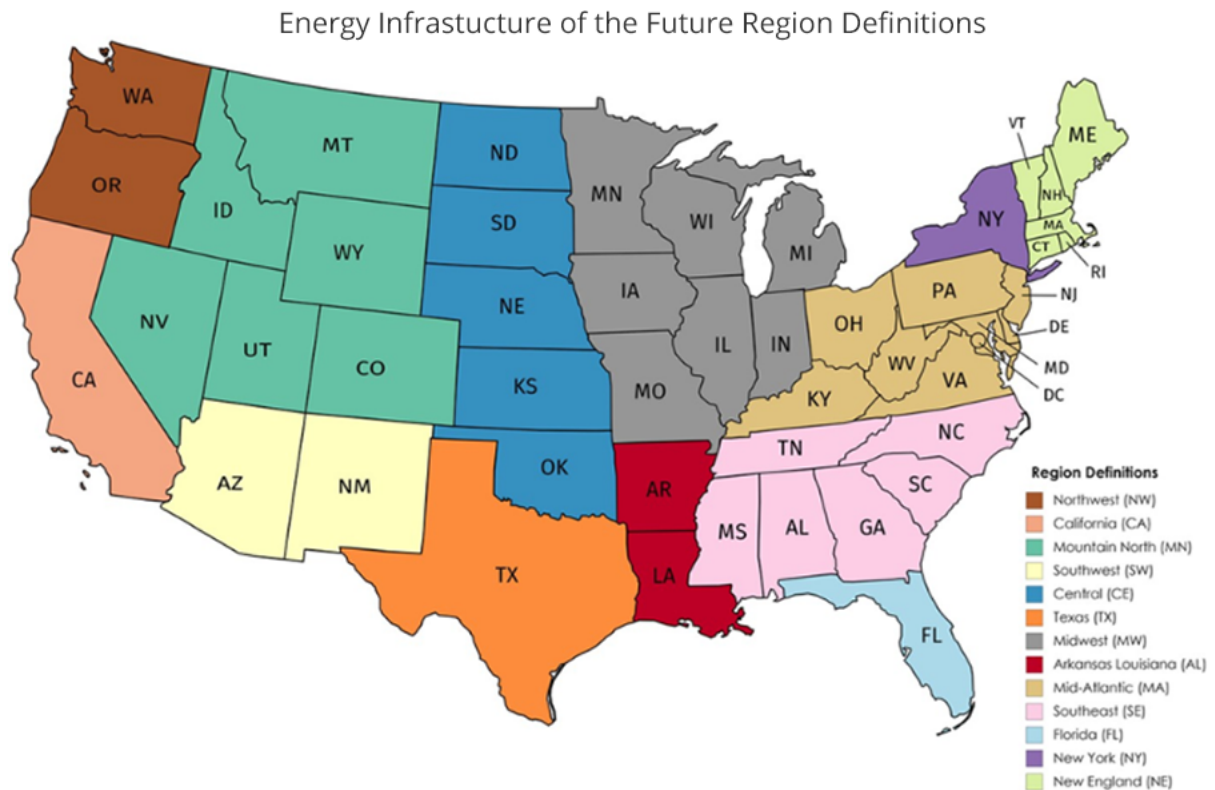 Energy Infrastucture of the Future Region Definitions
WA
MT
ND
MN
VT
ME
OR
ID
SD
WI
MI
NY
NH
MA
CT
RI
WY
NE
IA
PA
NJ
NV
UT
CO
KS
IL
IN
OH
DE
CA
MO
WV
VA
MD
DC
KY
AZ
NM
OK
AR
TN
NC
SC
TX
LA
MS
AL
GA
FL
Region Definitions
Northwest (NW)
California (CA)
Mountain North (MN)
Southwest (SW)
Central (CE)
Texas (TX)
Midwest (MW)
Arkansas Louisiana (AL)
Mid-Atlantic (MA)
Southeast (SE)
Florida (FL)
New York (NY)
New England (NE)